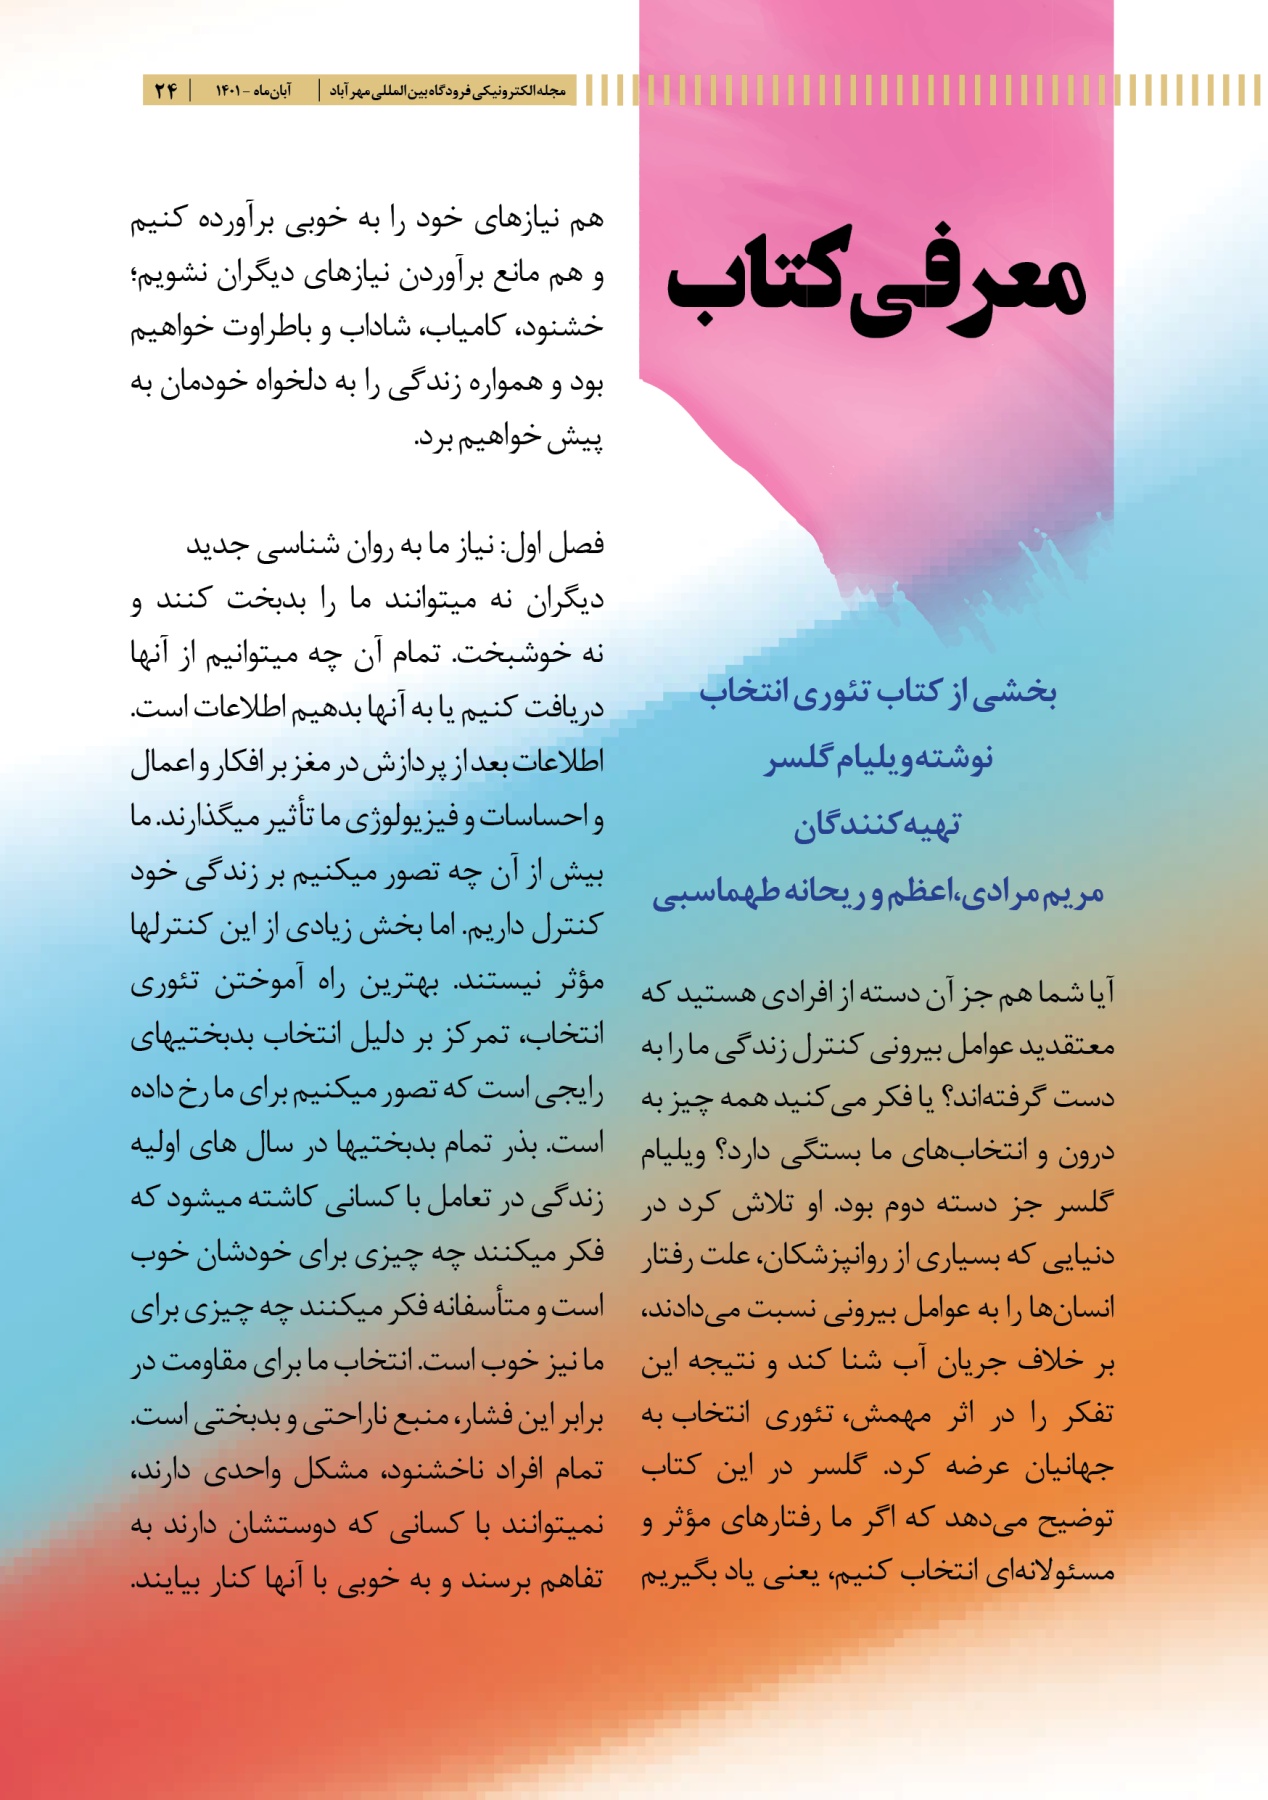 مجله الکترونیکی فرودگاه بین المللی مهرآباد | آبان ماه - ۱۴۰۱ | ۲۴
معرفی کتاب
بخشی از کتاب تئوری انتخاب
نوشته ویلیام گلسر
تهیه کنندگان
مریم مرادی،اعظم و ریحانه طهماسبی
آیا شما هم جز آن دسته از افرادی هستید که
معتقدید عوامل بیرونی کنترل زندگی ما را به
دست گرفته‌اند؟ یا فکر می‌کنید همه چیز به
درون و انتخاب‌های ما بستگی دارد؟ ویلیام
گلسر جز دسته دوم بود. او تلاش کرد در
دنیایی که بسیاری از روانپزشکان، علت رفتار
انسان‌ها را به عوامل بیرونی نسبت می‌دادند،
بر خلاف جریان آب شنا کند و نتیجه این
تفکر را در اثر مهمش، تئوری انتخاب به
جهانیان عرضه کرد. گلسر در این کتاب
توضیح می‌دهد که اگر ما رفتارهای مؤثر و
مسئولانه‌ای انتخاب کنیم، یعنی یاد بگیریم
هم نیازهای خود را به خوبی برآورده کنیم
و هم مانع برآوردن نیازهای دیگران نشویم؛
خشنود، کامیاب، شاداب و باطراوت خواهیم
بود و همواره زندگی را به دلخواه خودمان به
پیش خواهیم برد.
فصل اول: نیاز ما به روان شناسی جدید
دیگران نه میتوانند ما را بدبخت کنند و
نه خوشبخت. تمام آن چه میتوانیم از آنها
دریافت کنیم یا به آنها بدهیم اطلاعات است.
اطلاعات بعد از پردازش در مغز بر افکار و اعمال
و احساسات و فیزیولوژی ما تأثیر میگذارند. ما
بیش از آن چه تصور میکنیم بر زندگی خود
کنترل داریم. اما بخش زیادی از این کنترلها
مؤثر نیستند. بهترین راه آموختن تئوری
انتخاب، تمرکز بر دلیل انتخاب بدبختیهای
رایجی است که تصور میکنیم برای ما رخ داده
است. بذر تمام بدبختیها در سال های اولیه
زندگی در تعامل با کسانی کاشته میشود که
فکر میکنند چه چیزی برای خودشان خوب
است و متأسفانه فکر میکنند چه چیزی برای
ما نیز خوب است. انتخاب ما برای مقاومت در
برابر این فشار، منبع ناراحتی و بدبختی است.
تمام افراد ناخشنود، مشکل واحدی دارند،
نمیتوانند با کسانی که دوستشان دارند به
تفاهم برسند و به خوبی با آنها کنار بیایند.